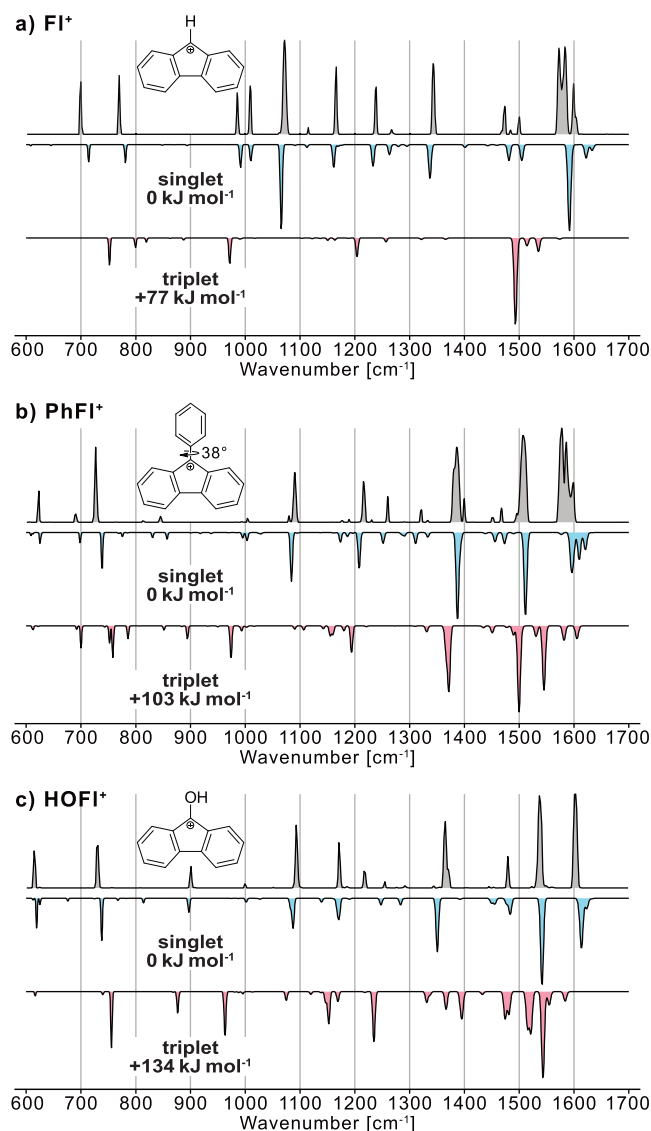 a) Fl⁺
H
⊕
singlet
0 kJ mol⁻¹
triplet
+77 kJ mol⁻¹
600 700 800 900 1000 1100 1200 1300 1400 1500 1600 1700
Wavenumber [cm⁻¹]
b) PhFl⁺
38°
⊕
singlet
0 kJ mol⁻¹
triplet
+103 kJ mol⁻¹
600 700 800 900 1000 1100 1200 1300 1400 1500 1600 1700
Wavenumber [cm⁻¹]
c) HOFl⁺
OH
⊕
singlet
0 kJ mol⁻¹
triplet
+134 kJ mol⁻¹
600 700 800 900 1000 1100 1200 1300 1400 1500 1600 1700
Wavenumber [cm⁻¹]